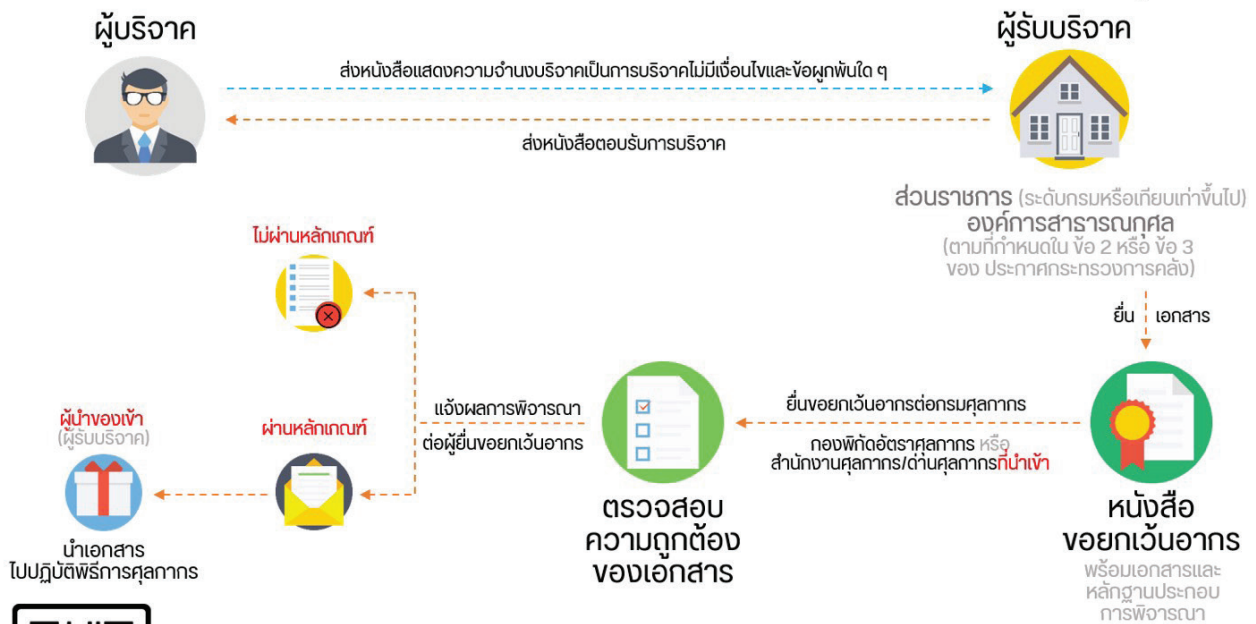 ผู้บริจาค
ผู้รับบริจาค
ส่งหนังสือแสดงความจำนงบริจาคเป็นการบริจาคไม่มีเงื่อนไขและข้อผูกพันใด ๆ
ส่งหนังสือตอบรับการบริจาค
ส่วนราชการ (ระดับกรมหรือเทียบเท่าขึ้นไป)
องค์การสาธารณกุศล
(ตามที่กำหนดใน ข้อ 2 หรือ ข้อ 3
ของ ประกาศกระทรวงการคลัง)
ยื่น เอกสาร
หนังสือ
ขอยกเว้นอากร
พร้อมเอกสารและ
หลักฐานประกอบ
การพิจารณา
ยื่นขอยกเว้นอากรต่อกรมศุลกากร
กองพิกัดอัตราศุลกากร หรือ
สำนักงานศุลกากร/ด่านศุลกากรที่นำเข้า
ตรวจสอบ
ความถูกต้อง
ของเอกสาร
แจ้งผลการพิจารณา
ต่อผู้ยื่นขอยกเว้นอากร
ไม่ผ่านหลักเกณฑ์
ผ่านหลักเกณฑ์
ผู้นำของเข้า
(ผู้รับบริจาค)
นำเอกสาร
ไปปฏิบัติพิธีการศุลกากร